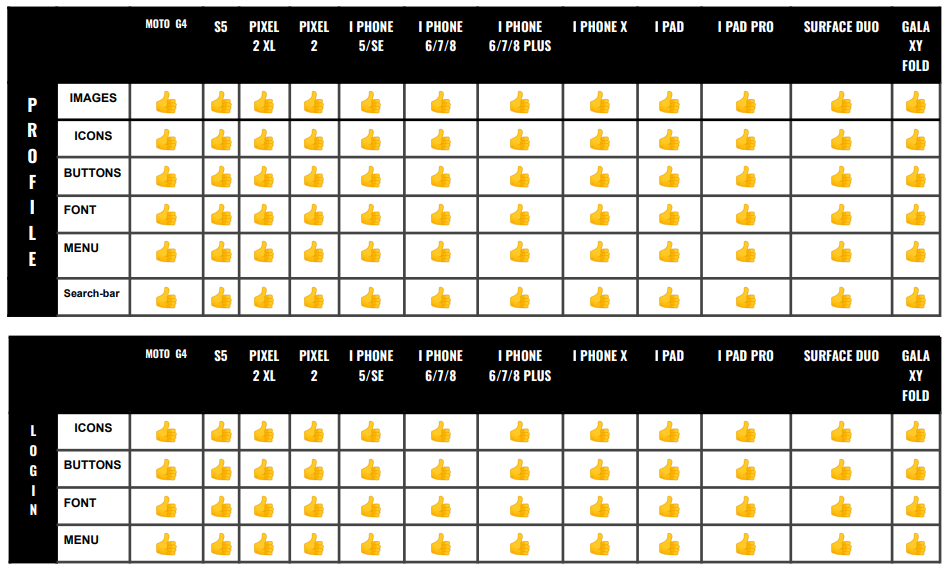 MOTO G4 S5 PIXEL 2 XL PIXEL 2 I PHONE 5/SE I PHONE 6/7/8 I PHONE 6/7/8 PLUS I PHONE X I PAD I PAD PRO SURFACE DUO GALA XY FOLD
PROFILE
IMAGES 👍 👍 👍 👍 👍 👍 👍 👍 👍 👍 👍 👍
ICONS 👍 👍 👍 👍 👍 👍 👍 👍 👍 👍 👍 👍
BUTTONS 👍 👍 👍 👍 👍 👍 👍 👍 👍 👍 👍 👍
FONT 👍 👍 👍 👍 👍 👍 👍 👍 👍 👍 👍 👍
MENU 👍 👍 👍 👍 👍 👍 👍 👍 👍 👍 👍 👍
Search-bar 👍 👍 👍 👍 👍 👍 👍 👍 👍 👍 👍 👍
MOTO G4 S5 PIXEL 2 XL PIXEL 2 I PHONE 5/SE I PHONE 6/7/8 I PHONE 6/7/8 PLUS I PHONE X I PAD I PAD PRO SURFACE DUO GALA XY FOLD
LOGIN
ICONS 👍 👍 👍 👍 👍 👍 👍 👍 👍 👍 👍 👍
BUTTONS 👍 👍 👍 👍 👍 👍 👍 👍 👍 👍 👍 👍
FONT 👍 👍 👍 👍 👍 👍 👍 👍 👍 👍 👍 👍
MENU 👍 👍 👍 👍 👍 👍 👍 👍 👍 👍 👍 👍